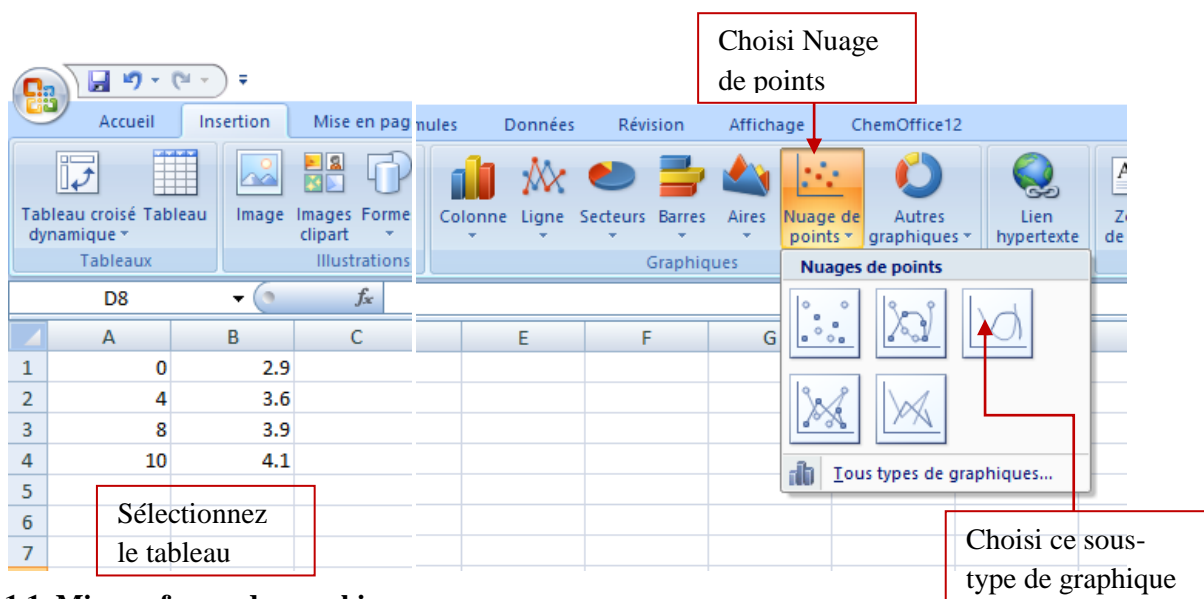 Choisi Nuage
de points
Accueil Insertion Mise en pag mules Données Révision Affichage ChemOffice12
Tableau croisé Tableau Image Images Forme Colonne Ligne Secteurs Barres Aires Nuage de Autres Lien
dynamique clipart points graphiques hypertexte de
Tableaux Illustrations Graphiques
Nuages de points
D8 fx
A B C E F G
1 0 2.9
2 4 3.6
3 8 3.9
4 10 4.1
5
6
7
Tous types de graphiques...
Sélectionnez
le tableau
Choisi ce sous-
type de graphique